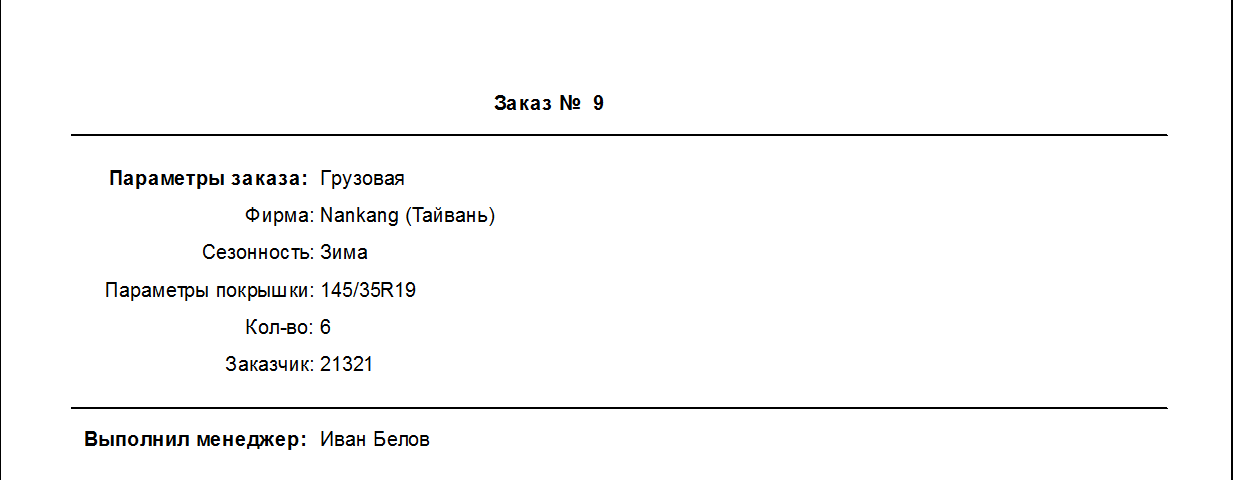 Заказ № 9
Параметры заказа: Грузовая
Фирма: Nankang (Тайвань)
Сезонность: Зима
Параметры покрышки: 145/35R19
Кол-во: 6
Заказчик: 21321
Выполнил менеджер: Иван Белов